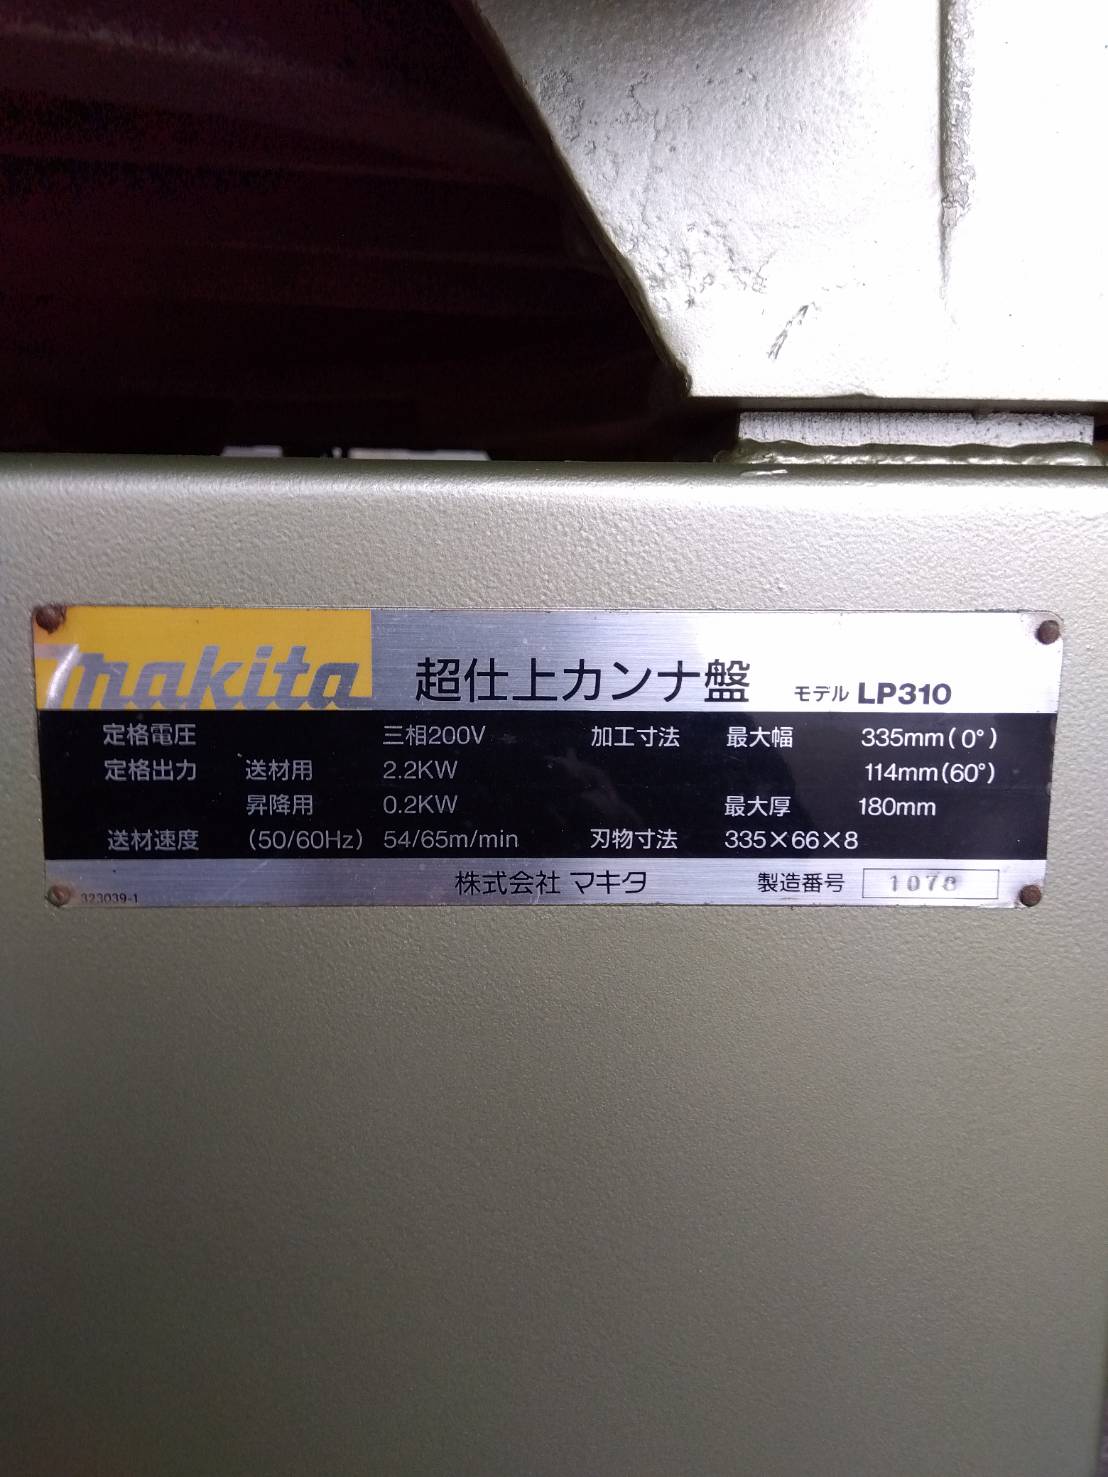 makita 超仕上カンナ盤 モデル LP310
定格電圧 三相200V 加工寸法 最大幅 335mm(0°)
定格出力 送材用 2.2KW 114mm(60°)
昇降用 0.2KW 最大厚 180mm
送材速度 (50/60Hz) 54/65m/min 刃物寸法 335×66×8
323039-1 株式会社 マキタ 製造番号 1078